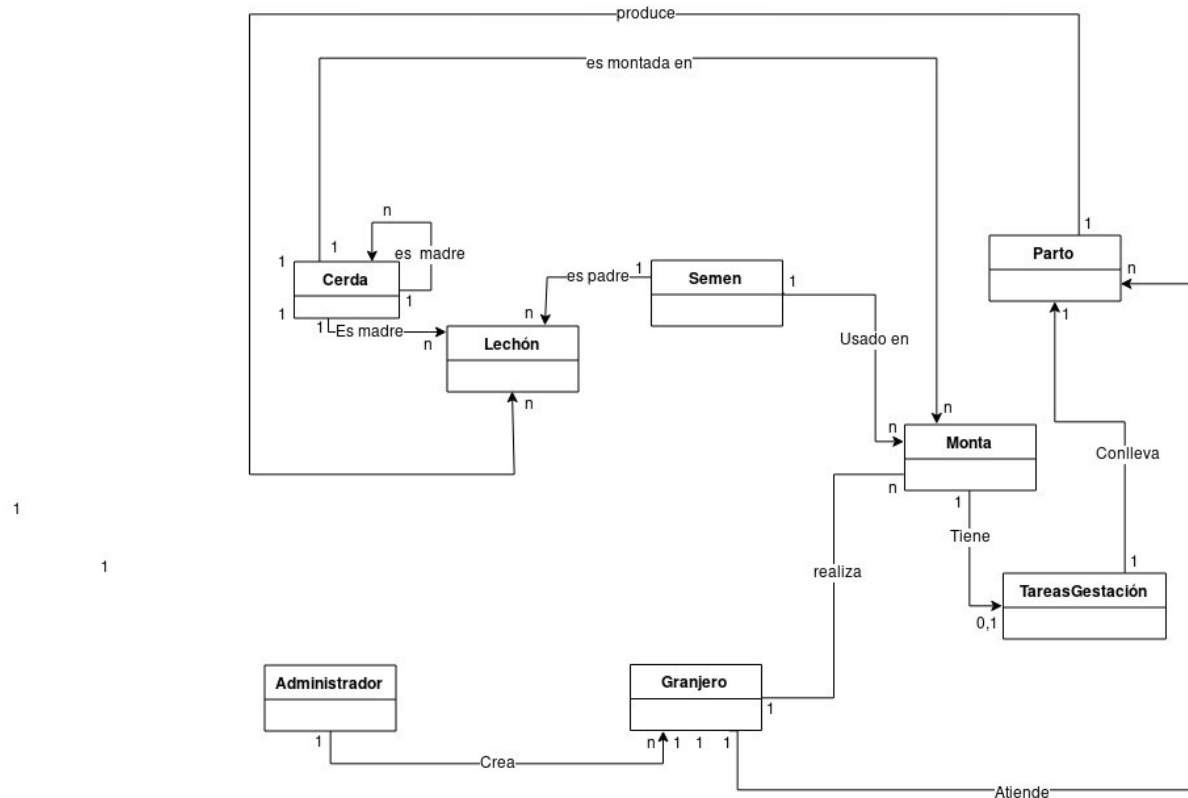 produce
es montada en
n
1
1
es madre
Cerda
1
1
1
Es madre
n
1
es padre
n
Semen
1
Lechón
n
Usado en
1
Parto
n
1
n
n
Monta
n
1
Conlleva
1
1
Tiene
realiza
1
TareasGestación
0,1
Administrador
1
Granjero
1
n
1
1
1
Crea
Atiende